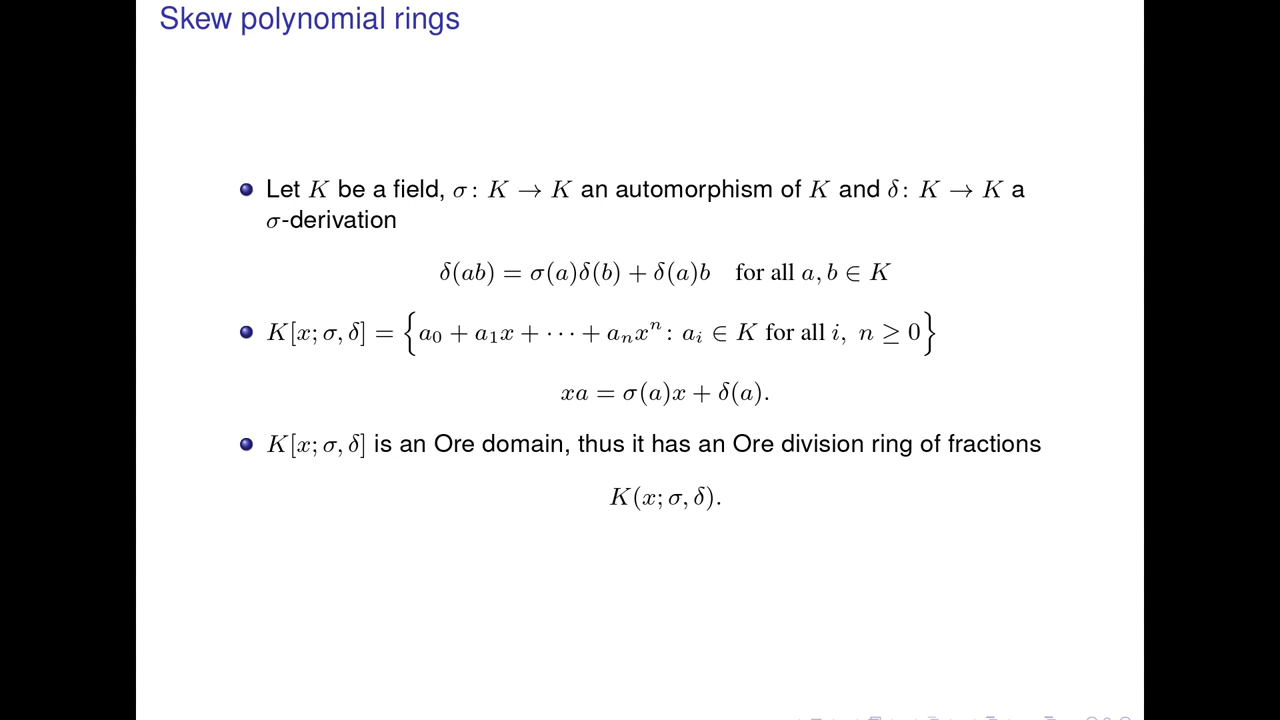 Skew polynomial rings
Let K be a field, σ: K → K an automorphism of K and δ: K → K a
σ-derivation
δ(ab) = σ(a)δ(b) + δ(a)b for all a, b ∈ K
K[x; σ, δ] = {a₀ + a₁x + ⋯ + aₙxⁿ : aᵢ ∈ K for all i, n ≥ 0}
xa = σ(a)x + δ(a).
K[x; σ, δ] is an Ore domain, thus it has an Ore division ring of fractions
K(x; σ, δ).